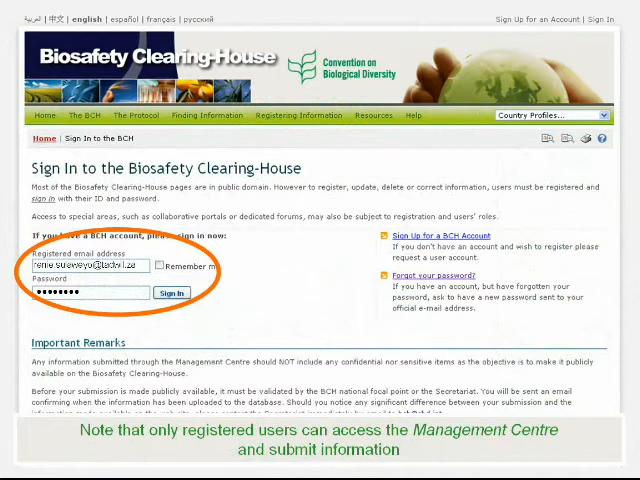 العربية | 中文 | english | español | français | русский
Sign Up for an Account | Sign In
Biosafety Clearing-House
Convention on
Biological Diversity
Home The BCH The Protocol Finding Information Registering Information Resources Help Country Profiles...
Home | Sign In to the BCH
Sign In to the Biosafety Clearing-House
Most of the Biosafety Clearing-House pages are in public domain. However to register, update, delete or correct information, users must be registered and
sign in with their ID and password.
Access to special areas, such as collaborative portals or dedicated forums, may also be subject to registration and users' roles.
If you have a BCH account, please sign in now:
Registered email address
Remember m
Password
Sign In
Sign Up for a BCH Account
If you don't have an account and wish to register please
request a user account.
Forgot your password?
If you have an account, but have forgotten your
password, ask to have a new password sent to your
official e-mail address.
Important Remarks
Any information submitted through the Management Centre should NOT include any confidential nor sensitive items as the objective is to make it publicly
available on the Biosafety Clearing-House.
Before your submission is made publicly available, it must be validated by the BCH national focal point or the Secretariat. You will be sent an email
confirming when the information has been uploaded to the database. Should you notice any significant difference between your submission and the
Note that only registered users can access the Management Centre
and submit information